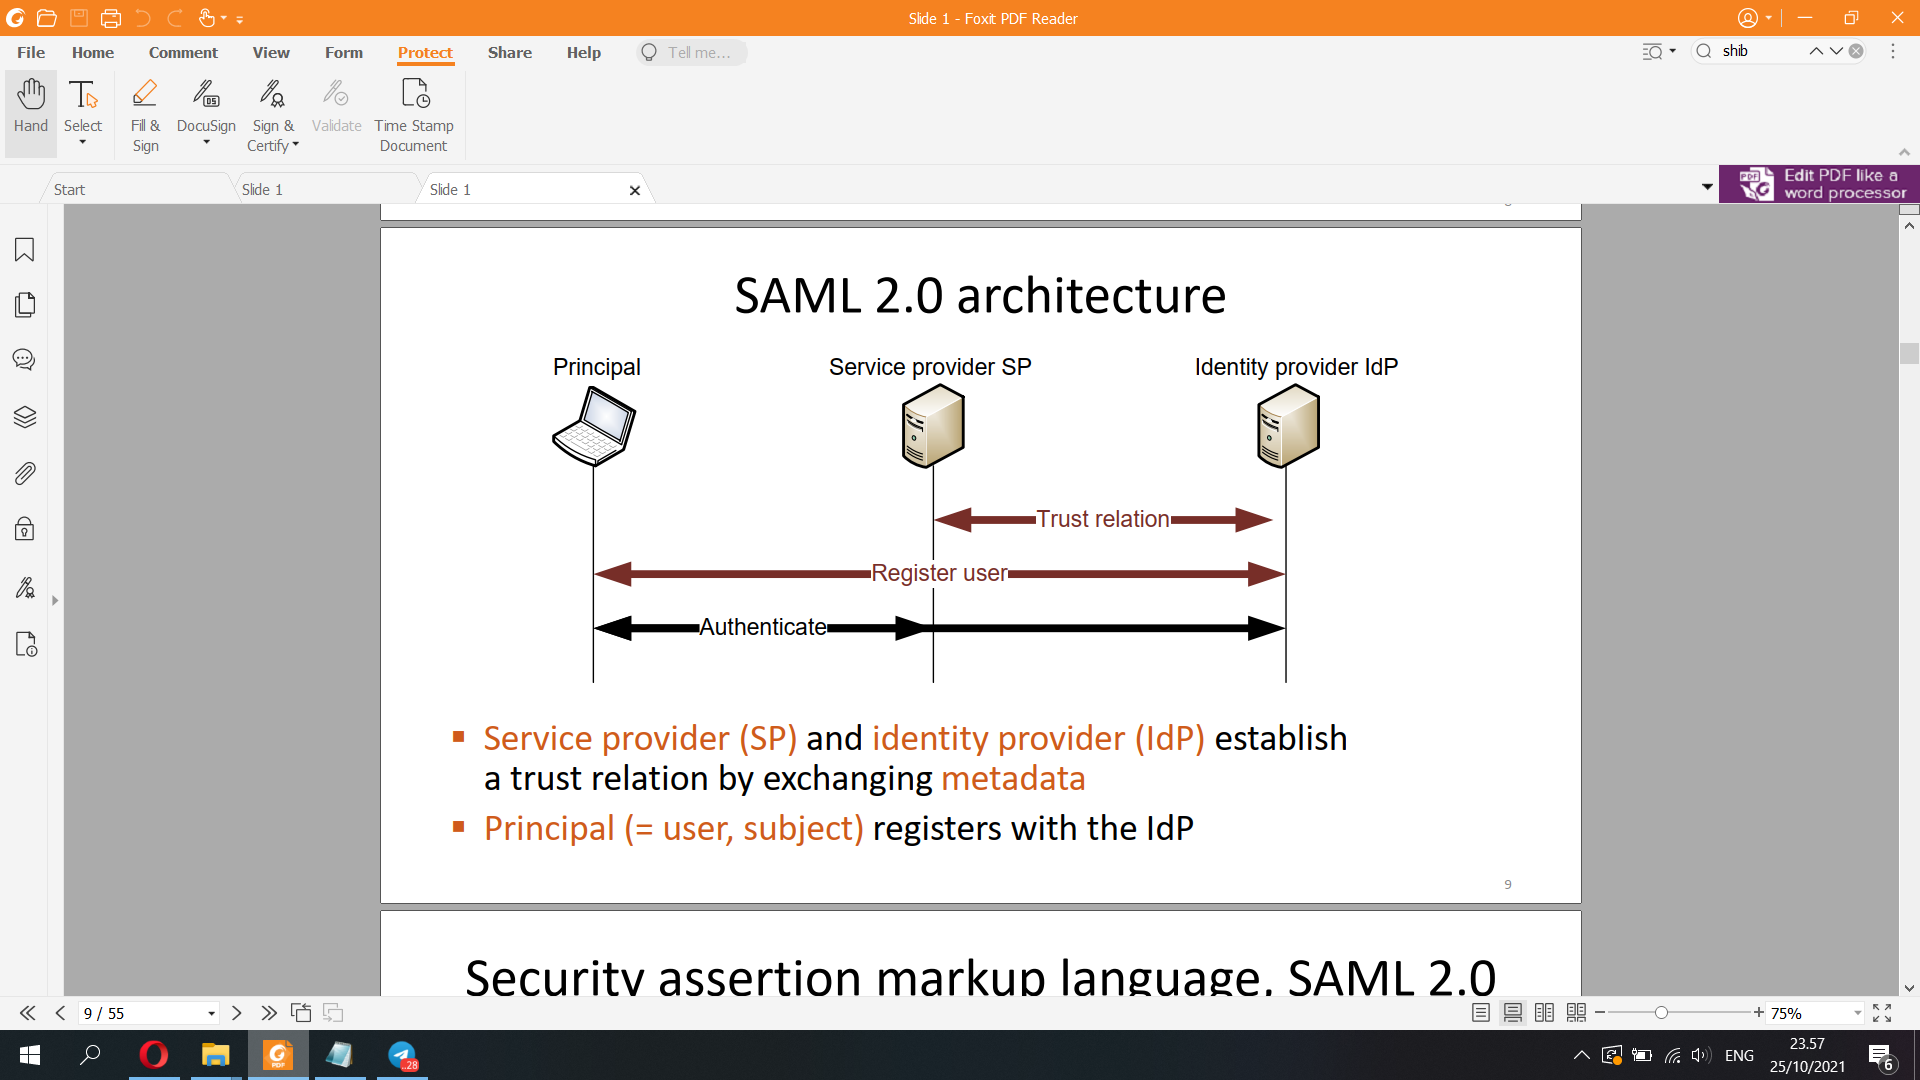 Slide 1 - Foxit PDF Reader
File Home Comment View Form Protect Share Help Tell me... shib
Hand Select Fill & Sign DocuSign Sign & Certify Validate Time Stamp Document
Start Slide 1 Slide 1
Edit PDF like a
word processor
SAML 2.0 architecture
Principal Service provider SP Identity provider IdP
Trust relation
Register user
Authenticate
Service provider (SP) and identity provider (IdP) establish
a trust relation by exchanging metadata
Principal (= user, subject) registers with the IdP
9
Security assertion markup language, SAML 2.0
9 / 55 75%
23.57
ENG
25/10/2021
..28
6